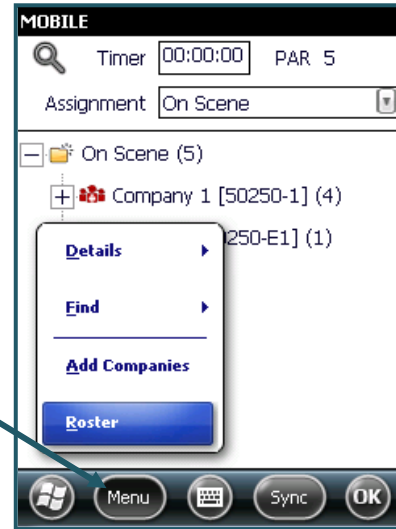 MOBILE
Timer 00:00:00 PAR 5
Assignment On Scene
On Scene (5)
Company 1 [50250-1] (4)
250-E1] (1)
Details
Find
Add Companies
Roster
Menu Sync OK